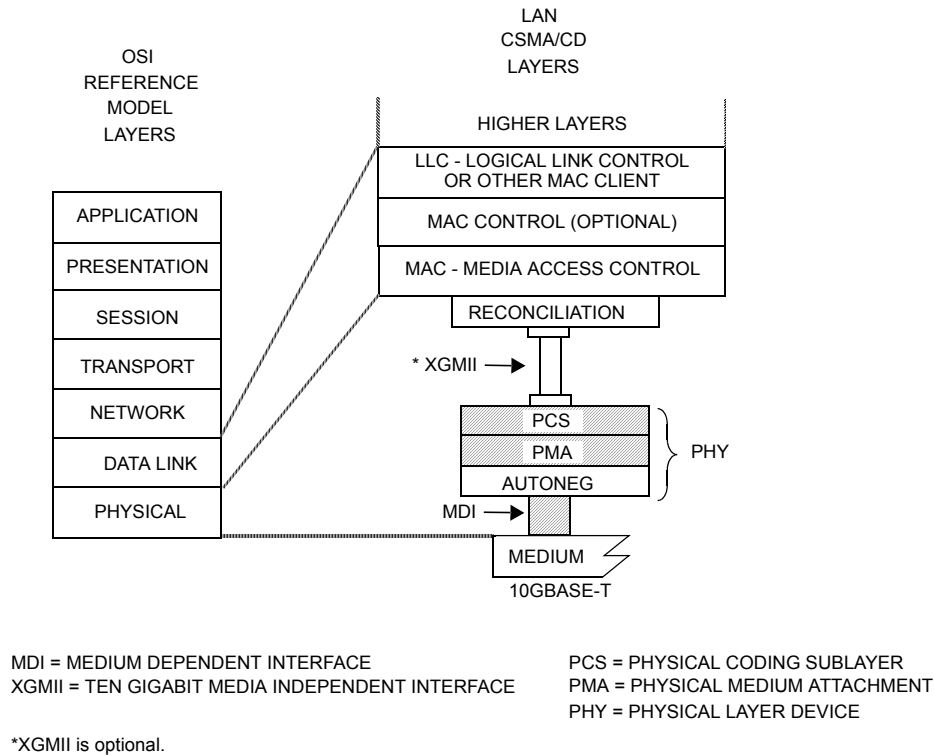 OSI
REFERENCE
MODEL
LAYERS
APPLICATION
PRESENTATION
SESSION
TRANSPORT
NETWORK
DATA LINK
PHYSICAL
LAN
CSMA/CD
LAYERS
HIGHER LAYERS
LLC - LOGICAL LINK CONTROL
OR OTHER MAC CLIENT
MAC CONTROL (OPTIONAL)
MAC - MEDIA ACCESS CONTROL
RECONCILIATION
* XGMII
PCS
PMA
AUTONEG
PHY
MDI
MEDIUM
10GBASE-T
MDI = MEDIUM DEPENDENT INTERFACE
XGMII = TEN GIGABIT MEDIA INDEPENDENT INTERFACE
PCS = PHYSICAL CODING SUBLAYER
PMA = PHYSICAL MEDIUM ATTACHMENT
PHY = PHYSICAL LAYER DEVICE
*XGMII is optional.